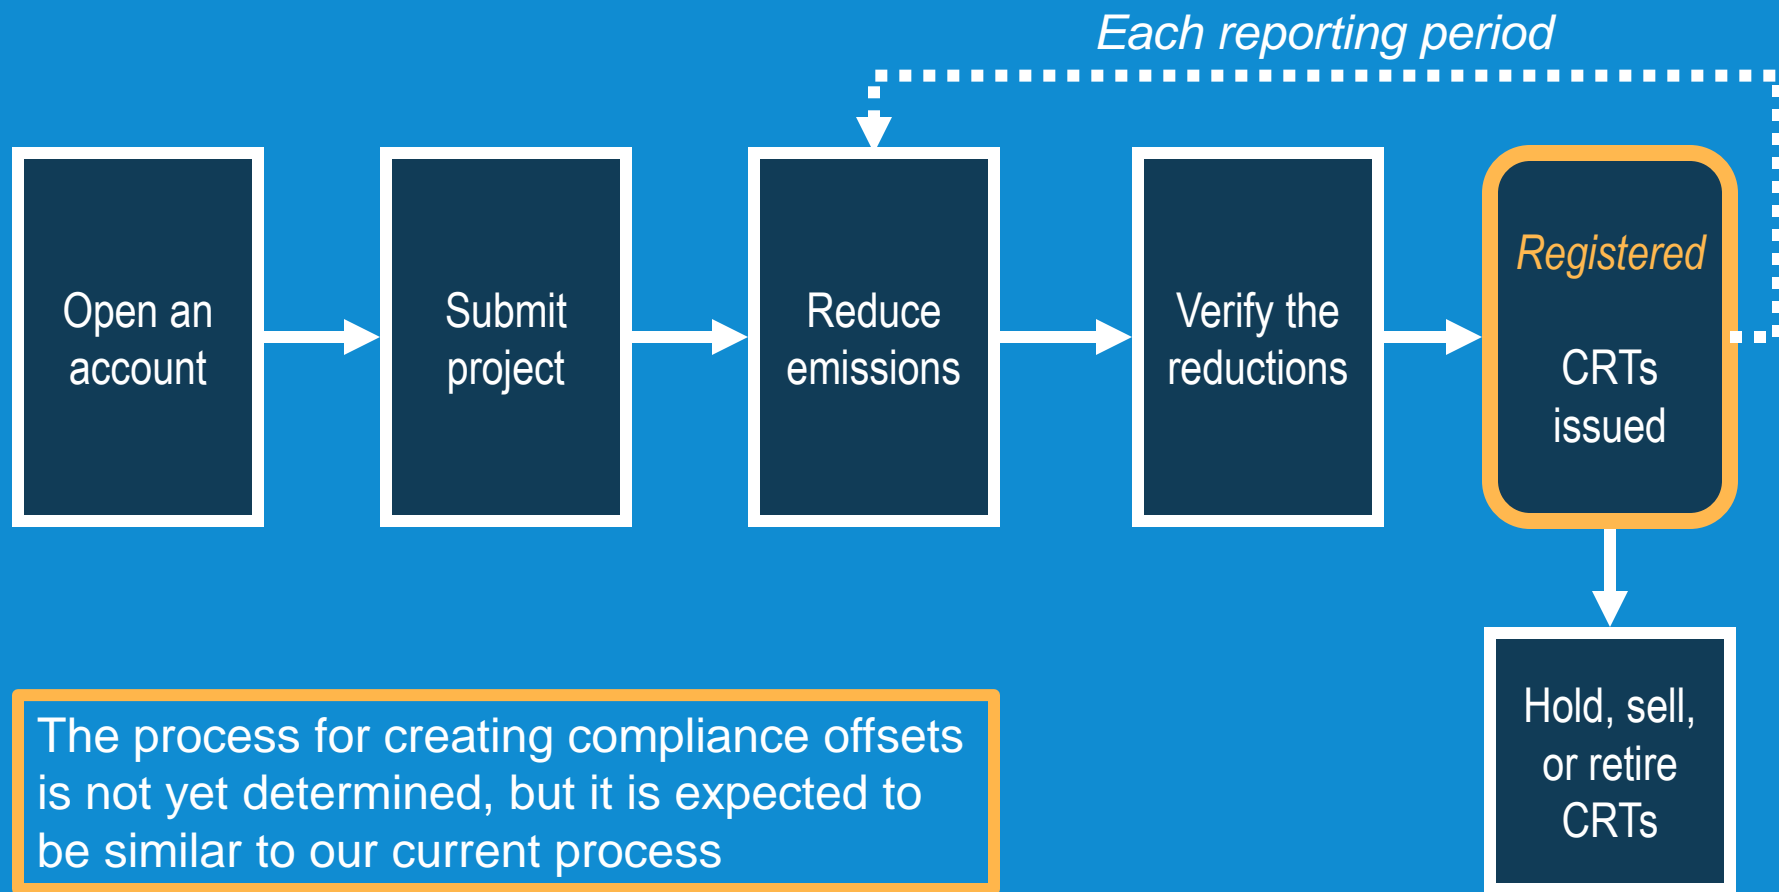 Each reporting period
Open an
account
Submit
project
Reduce
emissions
Verify the
reductions
Registered
CRTs
issued
Hold, sell,
or retire
CRTs
The process for creating compliance offsets
is not yet determined, but it is expected to
be similar to our current process